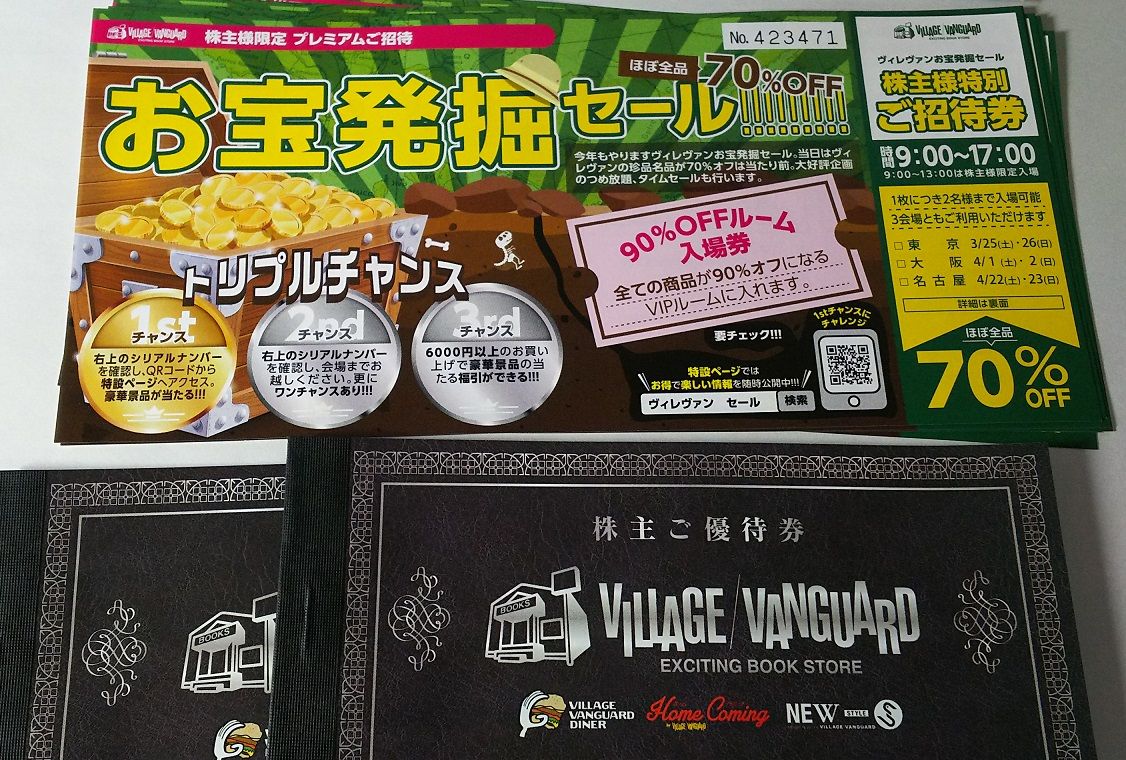 VILLAGE VANGUARD
EXCITING BOOK STORE
株主様限定 プレミアムご招待
No. 423471
お宝発掘セール
ほぼ全品
70%OFF
!!!!!!!!!!
今年もやりますヴィレヴァンお宝発掘セール。当日はヴィ
レヴァンの珍品名品が70%オフは当たり前。大好評企画
のつめ放題、タイムセールも行います。
90%OFFルーム
入場券
全ての商品が90%オフになる
VIPルームに入れます。
トリプルチャンス
1st
チャンス
右上のシリアルナンバー
を確認し、QRコードから
特設ページへアクセス。
豪華景品が当たる!!!
2nd
チャンス
右上のシリアルナンバー
を確認し、会場までお
越しください。更に
ワンチャンスあり!!!
3rd
チャンス
6000円以上のお買い
上げで豪華景品の当
たる福引ができる!!!
要チェック!!!
1stチャンスに
チャレンジ
特設ページでは
お得で楽しい情報を随時公開中!!!
ヴィレヴァン セール 検索
VILLAGE VANGUARD
EXCITING BOOK STORE
ヴィレヴァンお宝発掘セール
株主様特別
ご招待券
時間 9:00~17:00
9:00~13:00は株主様限定入場
1枚につき2名様まで入場可能
3会場ともご利用いただけます
□ 東 京 3/25(土)・26(日)
□ 大 阪 4/1(土)・2(日)
□ 名古屋 4/22(土)・23(日)
詳細は裏面
ほぼ全品
70%OFF
株主ご優待券
BOOKS
VILLAGE/VANGUARD
EXCITING BOOK STORE
VILLAGE
VANGUARD
DINER
Home Coming
by VILLAGE VANGUARD
NEW STYLE
VILLAGE VANGUARD
BOOKS